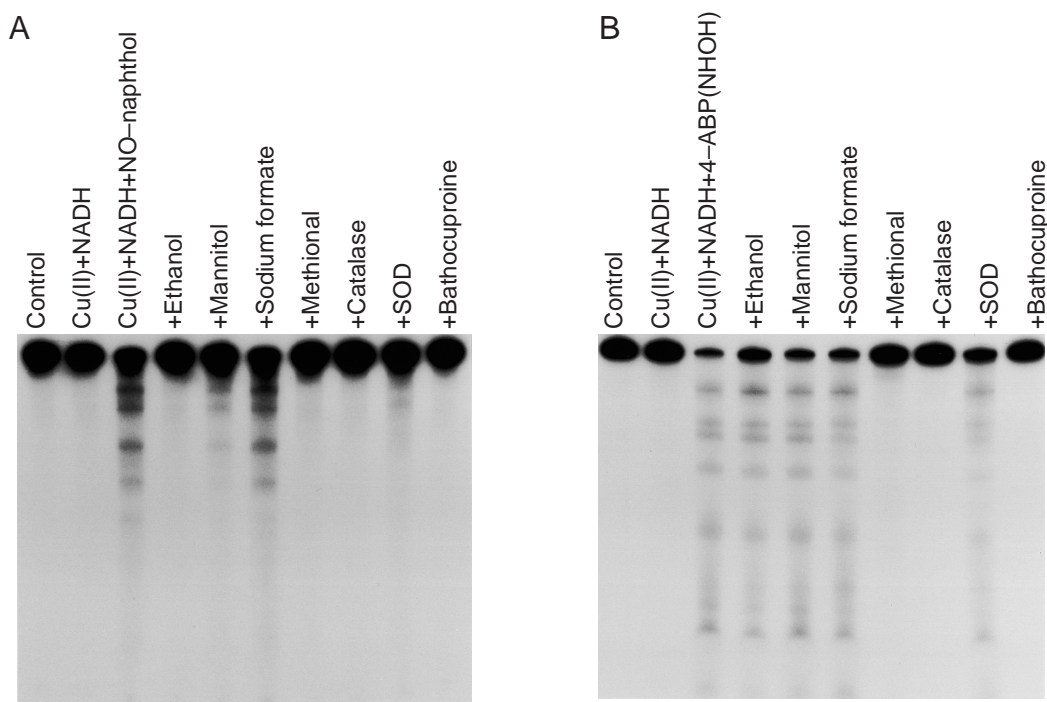 A
Control
Cu(II)+NADH
Cu(II)+NADH+NO–naphthol
+Ethanol
+Mannitol
+Sodium formate
+Methional
+Catalase
+SOD
+Bathocuproine
B
Control
Cu(II)+NADH
Cu(II)+NADH+4–ABP(NHOH)
+Ethanol
+Mannitol
+Sodium formate
+Methional
+Catalase
+SOD
+Bathocuproine